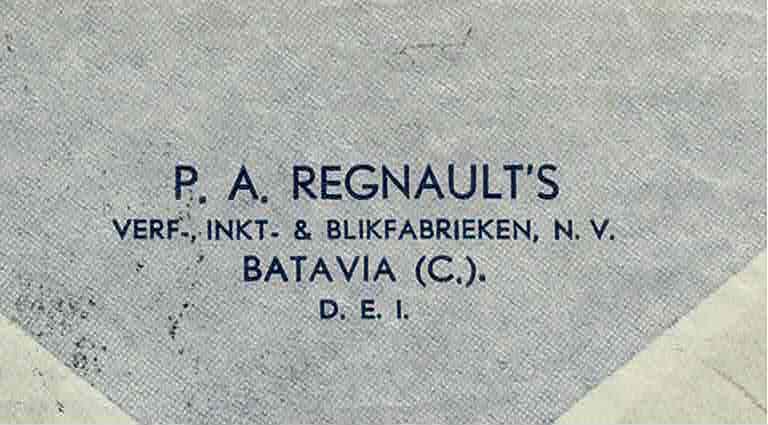 P. A. REGNAULT'S
VERF-, INKT- & BLIKFABRIEKEN, N. V.
BATAVIA (C.).
D. E. I.